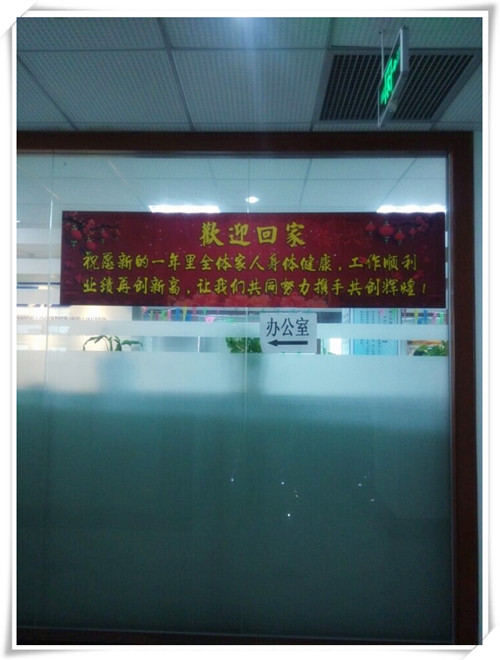 歡迎回家
祝愿新的一年里全体家人身体健康，工作顺利
业绩再创新高，让我们共同努力携手共创辉煌！
办公室